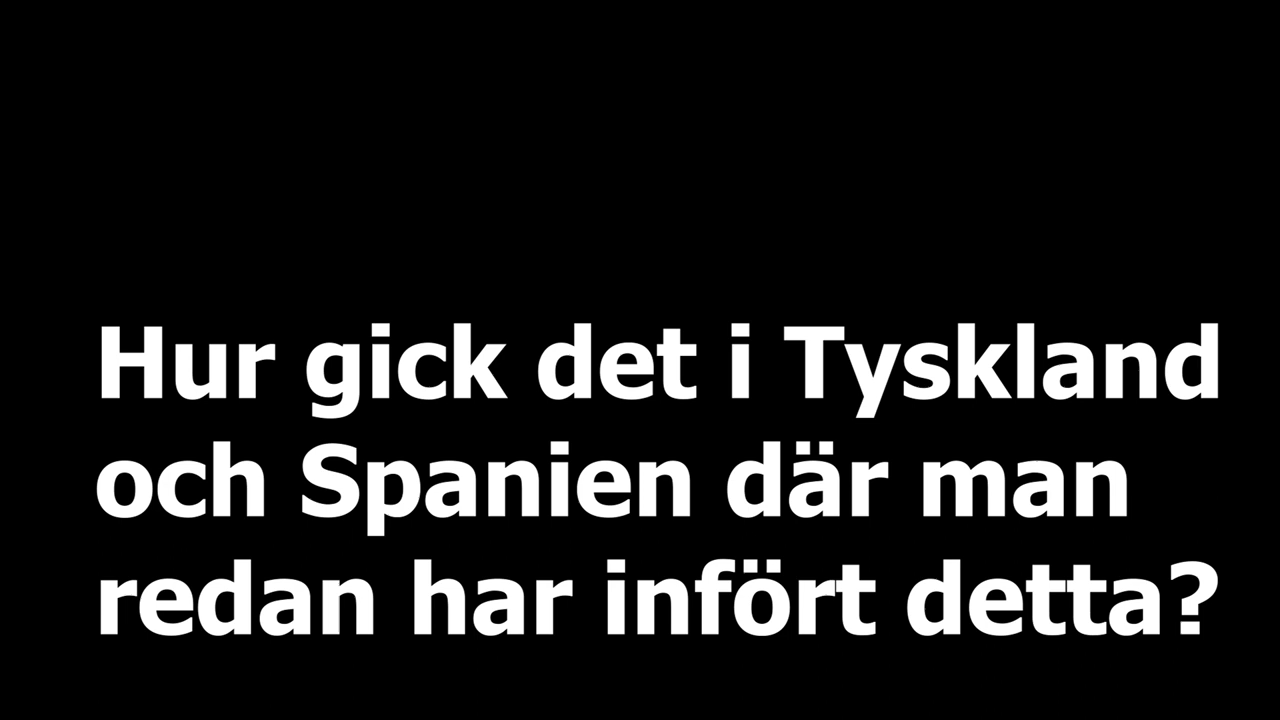 Hur gick det i Tyskland
och Spanien där man
redan har infört detta?